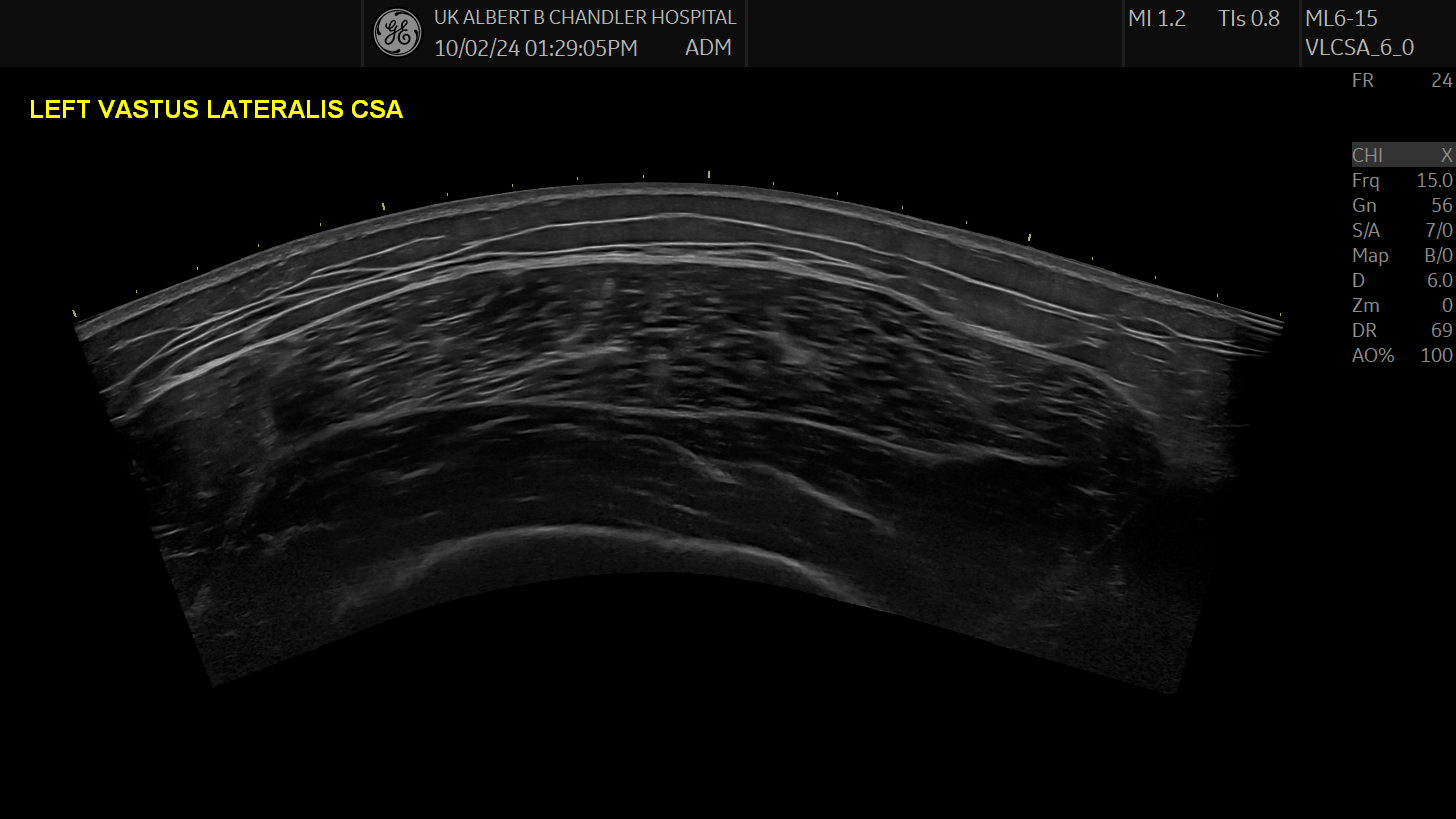 UK ALBERT B CHANDLER HOSPITAL
10/02/24 01:29:05PM ADM
MI 1.2 TIs 0.8
ML6-15
VLCSA_6_0
GE
LEFT VASTUS LATERALIS CSA
FR 24
CHI X
Frq 15.0
Gn 56
S/A 7/0
Map B/0
D 6.0
Zm 0
DR 69
AO% 100